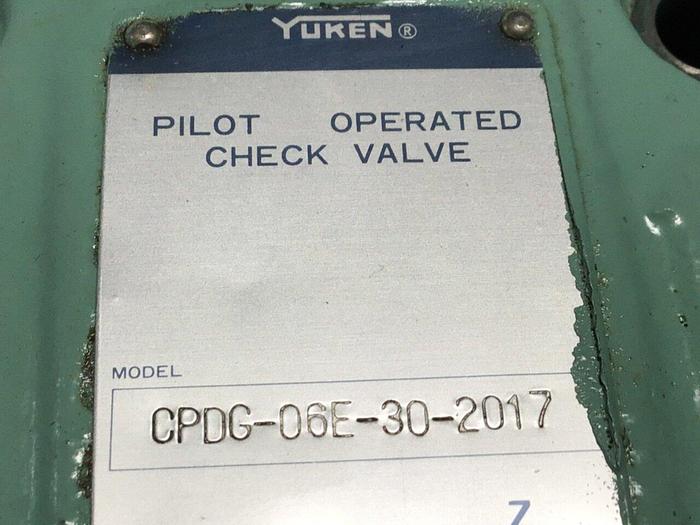 YUKEN®
PILOT OPERATED
CHECK VALVE
MODEL
CPDG-06E-30-2017
Z